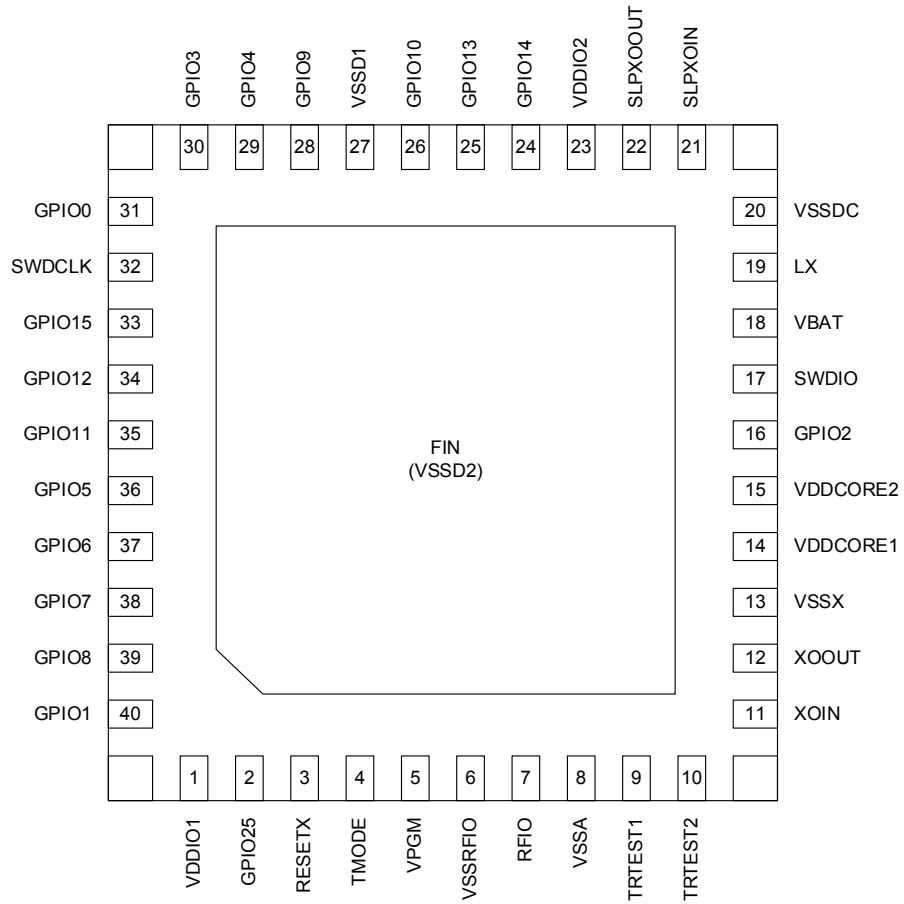 GPIO3 GPIO4 GPIO9 VSSD1 GPIO10 GPIO13 GPIO14 VDDIO2 SLPXOOUT SLPXOIN
30 29 28 27 26 25 24 23 22 21
GPIO0 31 20 VSSDC
SWDCLK 32 19 LX
GPIO15 33 18 VBAT
GPIO12 34 17 SWDIO
GPIO11 35 16 GPIO2
FIN
(VSSD2)
GPIO5 36 15 VDDCORE2
GPIO6 37 14 VDDCORE1
GPIO7 38 13 VSSX
GPIO8 39 12 XOOUT
GPIO1 40 11 XOIN
1 2 3 4 5 6 7 8 9 10
VDDIO1 GPIO25 RESETX TMODE VPGM VSSRFIO RFIO VSSA TRTEST1 TRTEST2